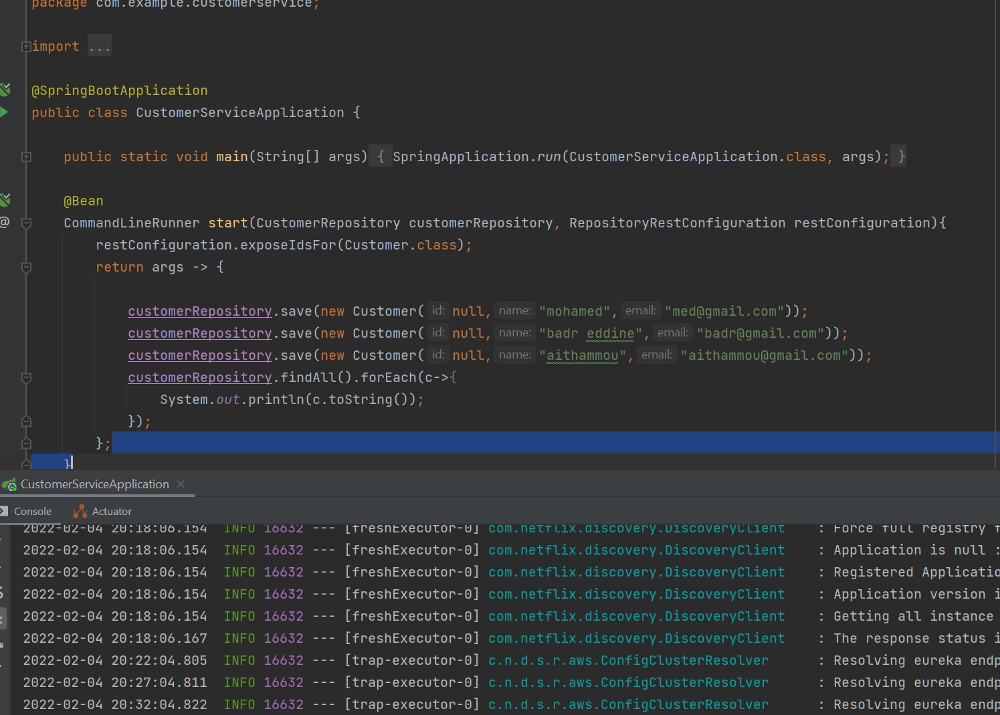 package com.example.customerservice;
import ...
@SpringBootApplication
public class CustomerServiceApplication {
public static void main(String[] args) { SpringApplication.run(CustomerServiceApplication.class, args); }
@Bean
CommandLineRunner start(CustomerRepository customerRepository, RepositoryRestConfiguration restConfiguration){
restConfiguration.exposeIdsFor(Customer.class);
return args -> {
customerRepository.save(new Customer( id: null, name: "mohamed", email: "med@gmail.com"));
customerRepository.save(new Customer( id: null, name: "badr eddine", email: "badr@gmail.com"));
customerRepository.save(new Customer( id: null, name: "aithammou", email: "aithammou@gmail.com"));
customerRepository.findAll().forEach(c->{
System.out.println(c.toString());
});
};
}
CustomerServiceApplication ×
Console Actuator
2022-02-04 20:18:06.154 INFO 16632 --- [freshExecutor-0] com.netflix.discovery.DiscoveryClient : Force full registry f
2022-02-04 20:18:06.154 INFO 16632 --- [freshExecutor-0] com.netflix.discovery.DiscoveryClient : Application is null :
2022-02-04 20:18:06.154 INFO 16632 --- [freshExecutor-0] com.netflix.discovery.DiscoveryClient : Registered Applicatio
2022-02-04 20:18:06.154 INFO 16632 --- [freshExecutor-0] com.netflix.discovery.DiscoveryClient : Application version i
2022-02-04 20:18:06.154 INFO 16632 --- [freshExecutor-0] com.netflix.discovery.DiscoveryClient : Getting all instance
2022-02-04 20:18:06.167 INFO 16632 --- [freshExecutor-0] com.netflix.discovery.DiscoveryClient : The response status i
2022-02-04 20:22:04.805 INFO 16632 --- [trap-executor-0] c.n.d.s.r.aws.ConfigClusterResolver : Resolving eureka endp
2022-02-04 20:27:04.811 INFO 16632 --- [trap-executor-0] c.n.d.s.r.aws.ConfigClusterResolver : Resolving eureka endp
2022-02-04 20:32:04.822 INFO 16632 --- [trap-executor-0] c.n.d.s.r.aws.ConfigClusterResolver : Resolving eureka endp